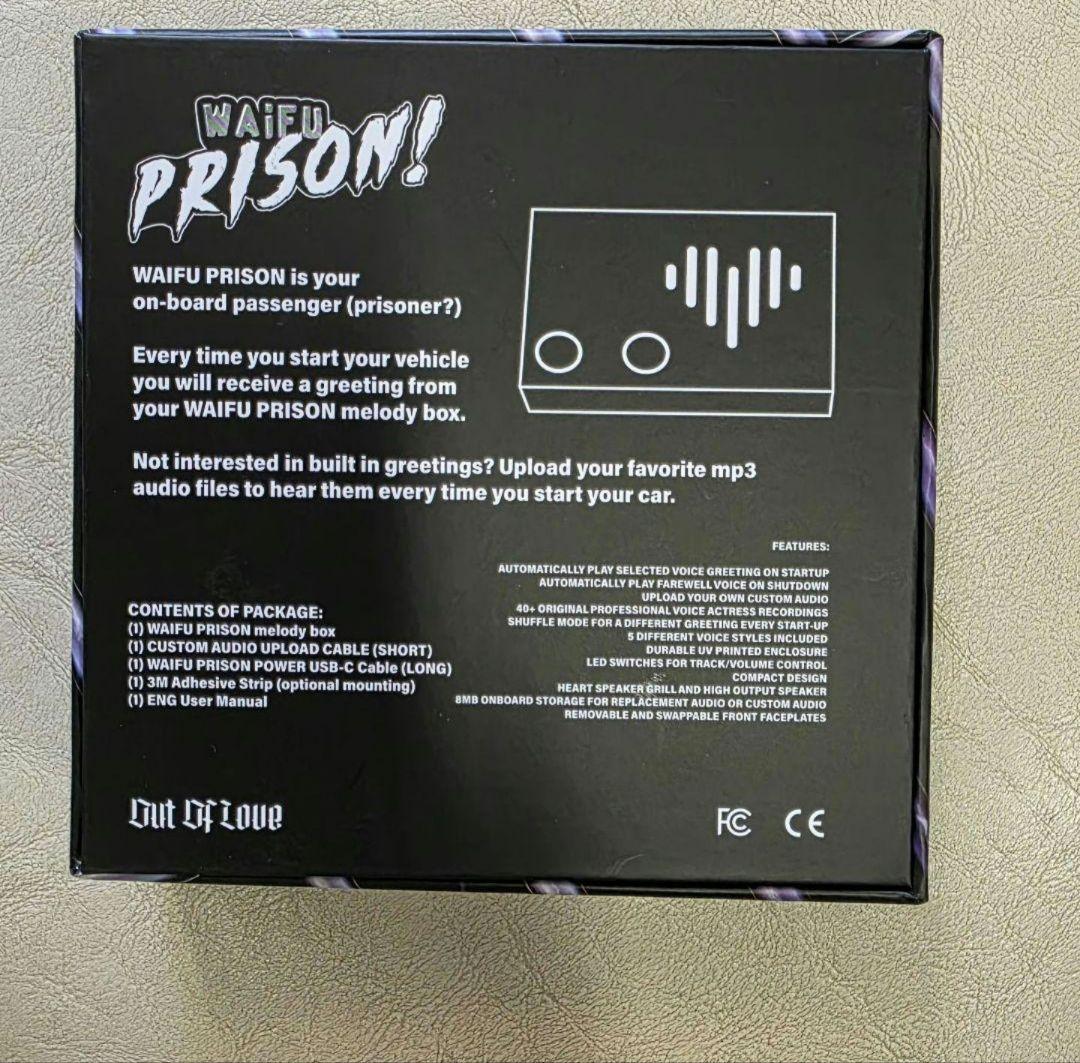 WAiFU
PRISON!
WAIFU PRISON is your
on-board passenger (prisoner?)
Every time you start your vehicle
you will receive a greeting from
your WAIFU PRISON melody box.
Not interested in built in greetings? Upload your favorite mp3
audio files to hear them every time you start your car.
FEATURES:
AUTOMATICALLY PLAY SELECTED VOICE GREETING ON STARTUP
AUTOMATICALLY PLAY FAREWELL VOICE ON SHUTDOWN
UPLOAD YOUR OWN CUSTOM AUDIO
40+ ORIGINAL PROFESSIONAL VOICE ACTRESS RECORDINGS
SHUFFLE MODE FOR A DIFFERENT GREETING EVERY START-UP
5 DIFFERENT VOICE STYLES INCLUDED
DURABLE UV PRINTED ENCLOSURE
LED SWITCHES FOR TRACK/VOLUME CONTROL
COMPACT DESIGN
HEART SPEAKER GRILL AND HIGH OUTPUT SPEAKER
8MB ONBOARD STORAGE FOR REPLACEMENT AUDIO OR CUSTOM AUDIO
REMOVABLE AND SWAPPABLE FRONT FACEPLATES
CONTENTS OF PACKAGE:
(1) WAIFU PRISON melody box
(1) CUSTOM AUDIO UPLOAD CABLE (SHORT)
(1) WAIFU PRISON POWER USB-C Cable (LONG)
(1) 3M Adhesive Strip (optional mounting)
(1) ENG User Manual
Out Of Love
FC CE